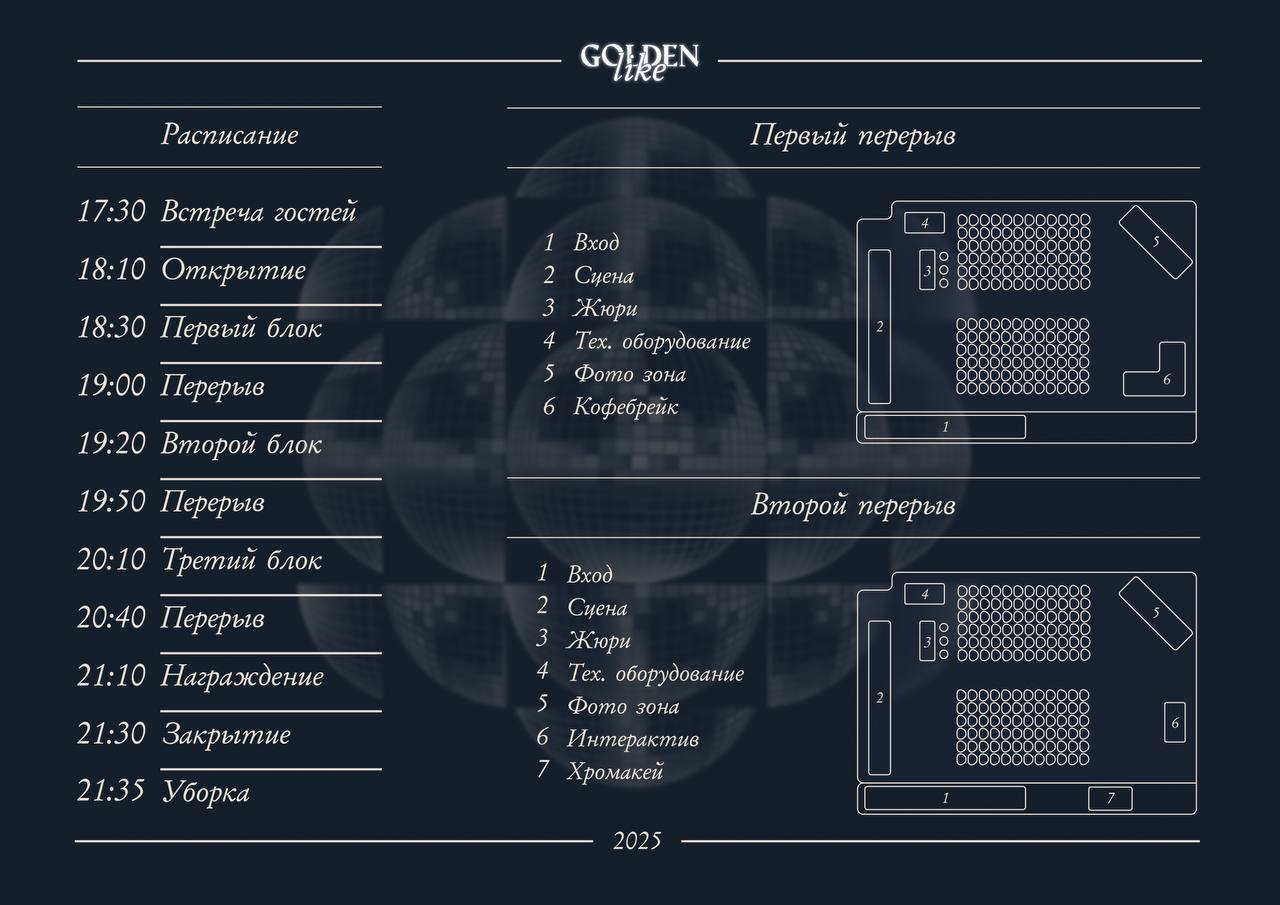 GOLDEN
like
Расписание
17:30 Встреча гостей
18:10 Открытие
18:30 Первый блок
19:00 Перерыв
19:20 Второй блок
19:50 Перерыв
20:10 Третий блок
20:40 Перерыв
21:10 Награждение
21:30 Закрытие
21:35 Уборка
Первый перерыв
1 Вход
2 Сцена
3 Жюри
4 Тех. оборудование
5 Фото зона
6 Кофебрейк
4
5
3
2
6
1
Второй перерыв
1 Вход
2 Сцена
3 Жюри
4 Тех. оборудование
5 Фото зона
6 Интерактив
7 Хромакей
4
5
3
2
6
1
7
2025